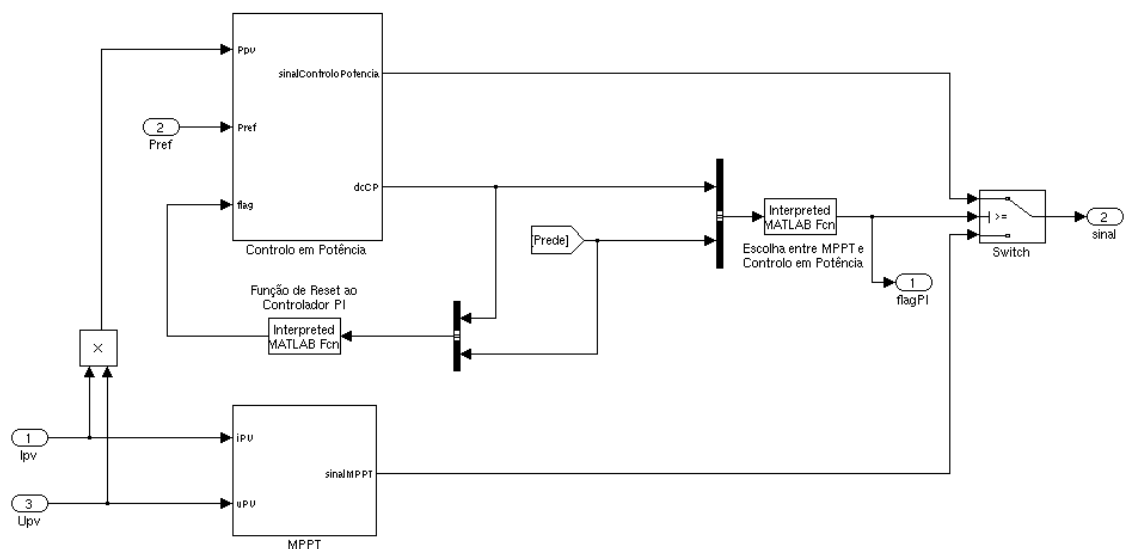 Ppv
sinalControloPotencia
2
Pref
Pref
dcCP
flag
Controlo em Potência
[Prede]
Interpreted
MATLAB Fcn
Escolha entre MPPT e
Controlo em Potência
>=
Switch
2
sinal
1
flagPI
Função de Reset ao
Controlador PI
Interpreted
MATLAB Fcn
×
1
Ipv
iPV
sinalMPPT
3
Upv
uPV
MPPT